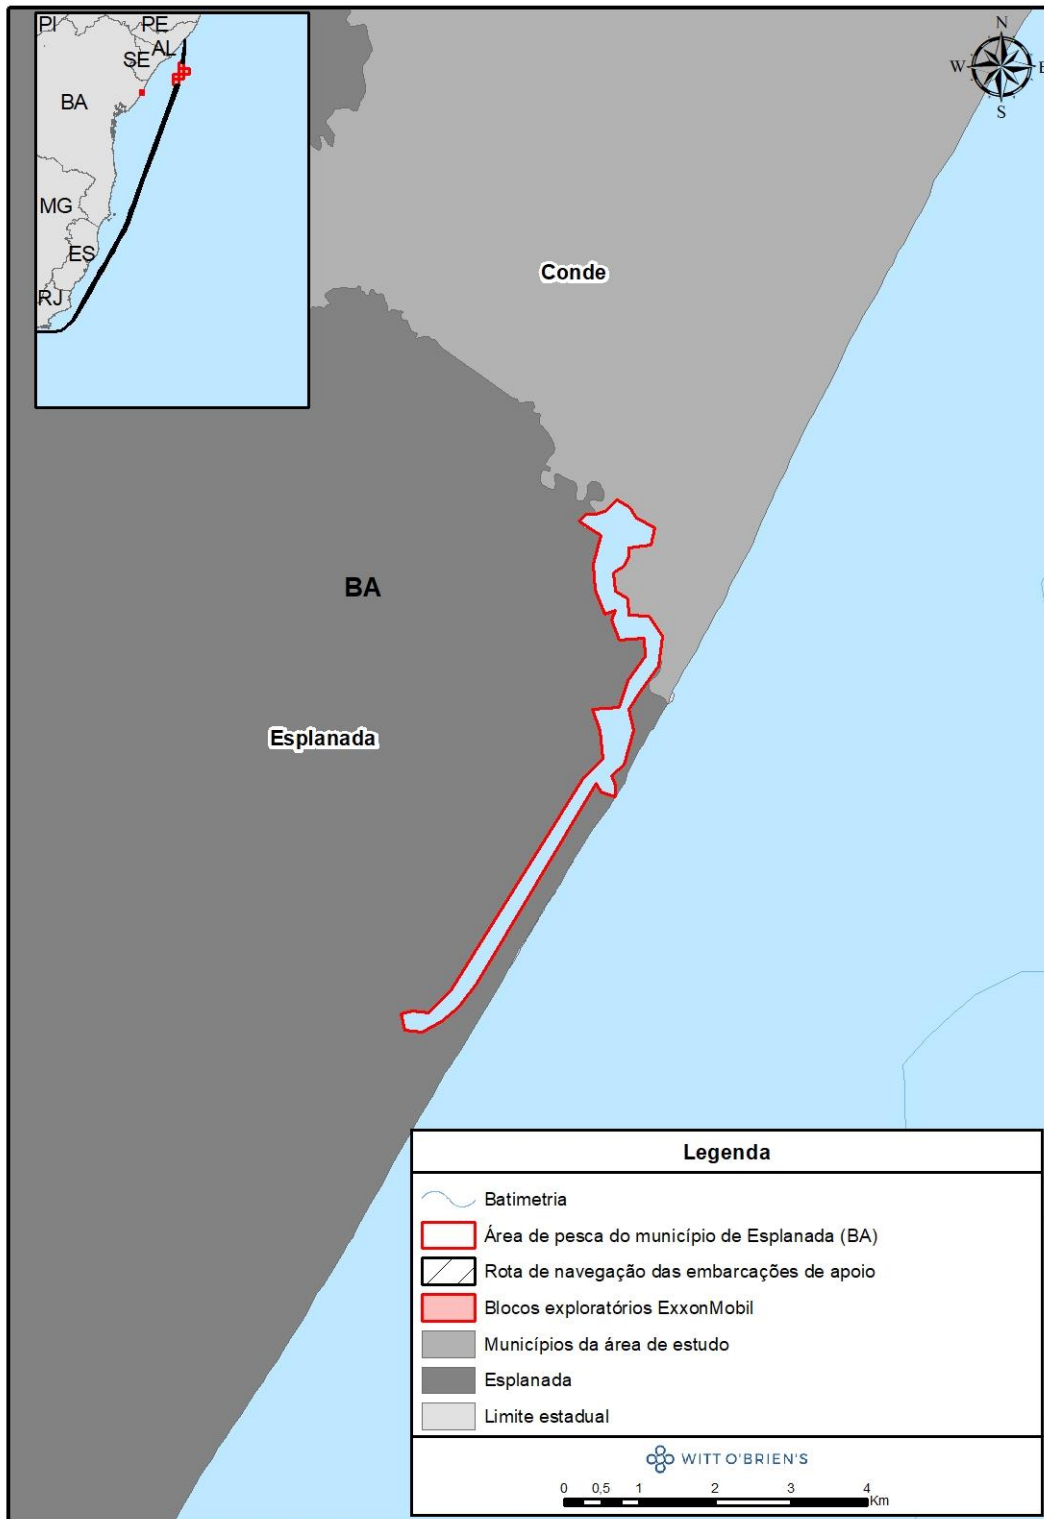 PI
PE
AL
SE
BA
MG
ES
RJ
N
W
E
S
Conde
BA
Esplanada
Legenda
Batimetria
Área de pesca do município de Esplanada (BA)
Rota de navegação das embarcações de apoio
Blocos exploratórios ExxonMobil
Municípios da área de estudo
Esplanada
Limite estadual
WITT O'BRIEN'S
0 0,5 1 2 3 4
Km